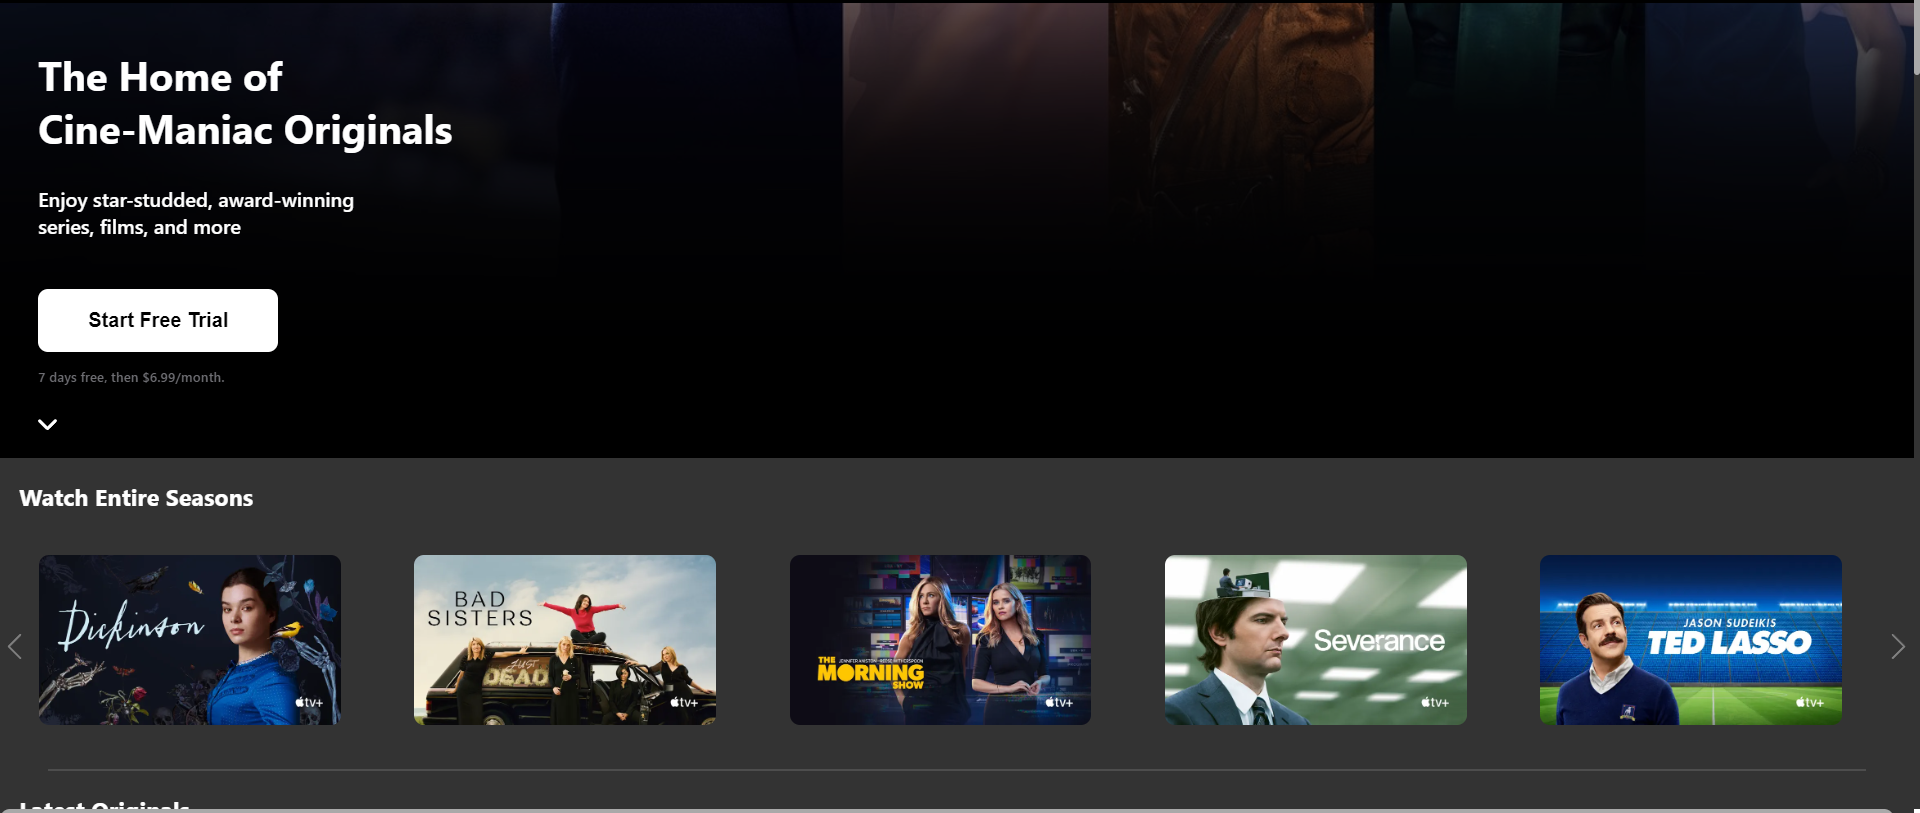 The Home of
Cine-Maniac Originals
Enjoy star-studded, award-winning
series, films, and more
Start Free Trial
7 days free, then $6.99/month.
Watch Entire Seasons
Dickinson
tv+
BAD
SISTERS
JUST
DEAD
tv+
JENNIFER ANISTON REESE WITHERSPOON
THE
MORNING
SHOW
tv+
Severance
tv+
JASON SUDEIKIS
TED LASSO
tv+
Latest Originals